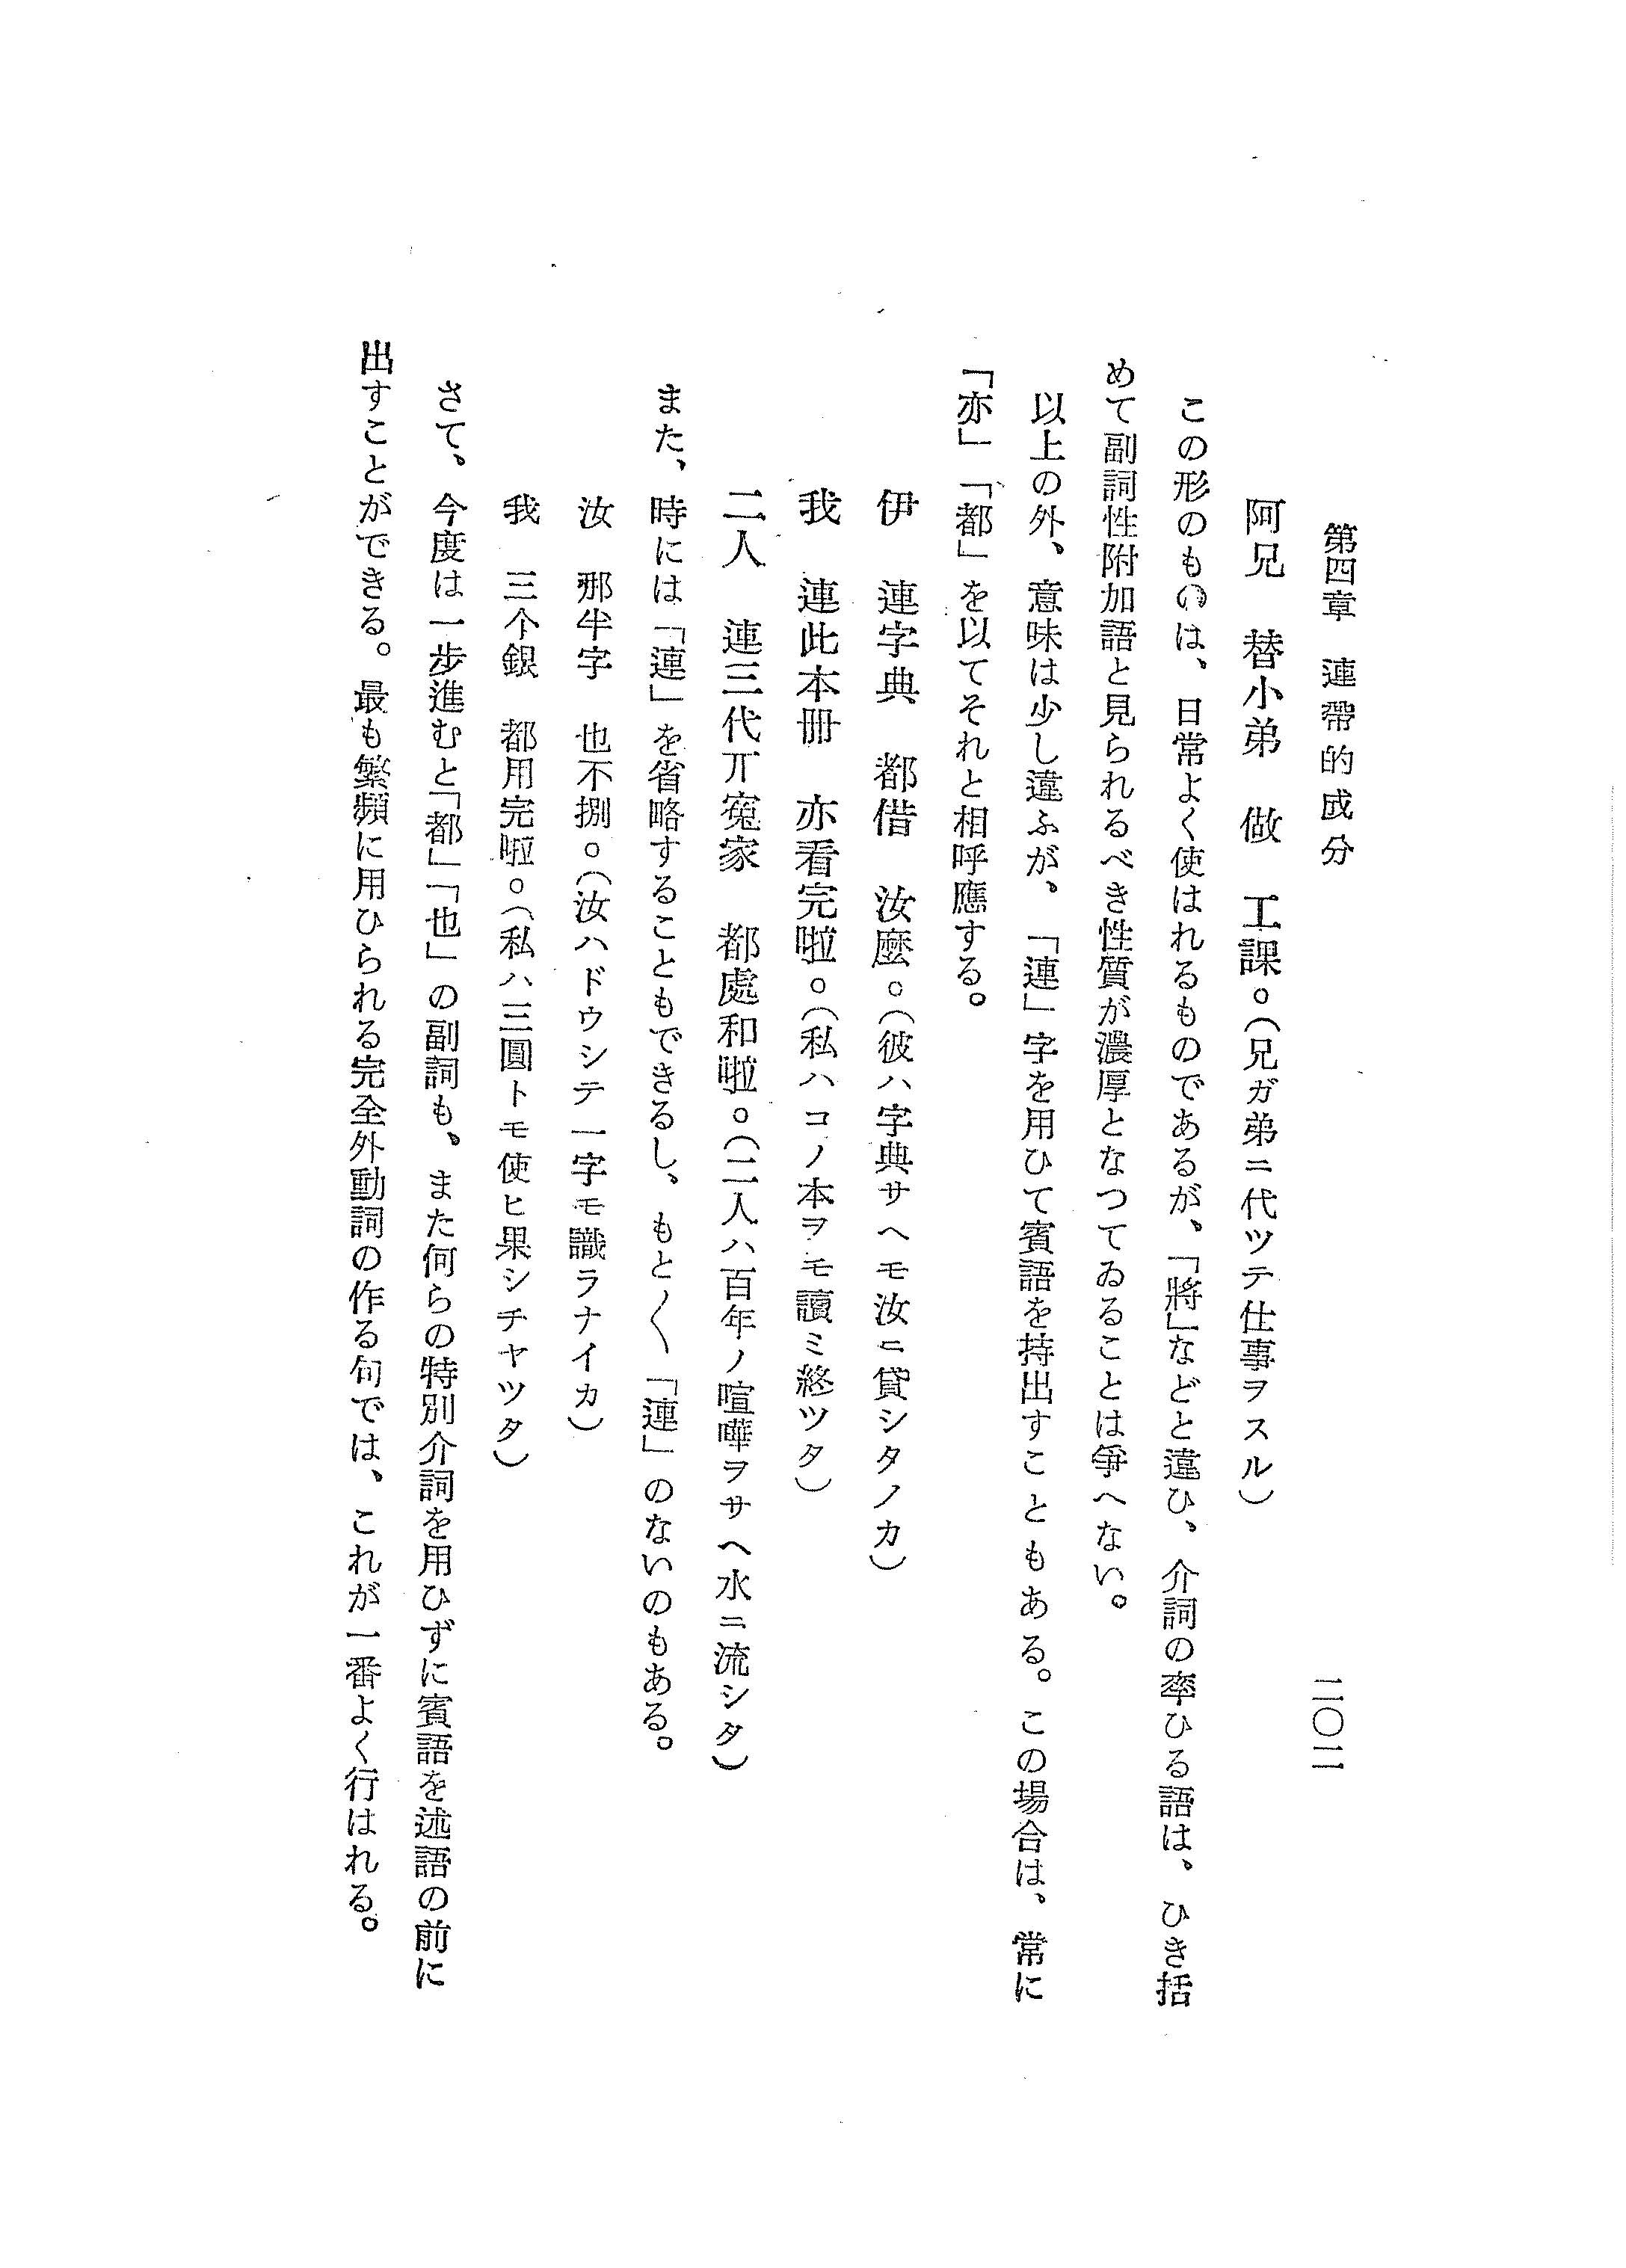 第四章　連帶的成分
二〇二
阿兄　替小弟　做　工課。（兄ガ弟ニ代ツテ仕事ヲスル）
この形のものは、日常よく使はれるものであるが、「將」などと違ひ、介詞の率ひる語は、ひき括
めて副詞性附加語と見られるべき性質が濃厚となつてゐることは爭へない。
以上の外、意味は少し違ふが、「連」字を用ひて賓語を持出すこともある。この場合は、常に
「亦」「都」を以てそれと相呼應する。
伊　連字典　都借　汝麽。（彼ハ字典サヘモ汝ニ貸シタノカ）
我　連此本冊　亦看完啦。（私ハコノ本ヲモ讀ミ終ツタ）
二人　連三代丌寃家　都處和啦。（二人ハ百年ノ喧嘩ヲサヘ水ニ流シタ）
また、時には「連」を省略することもできるし、もと〱「連」のないのもある。
汝　那半字　也不捌。（汝ハドウシテ一字モ識ラナイカ）
我　三个銀　都用完啦。（私ハ三圓トモ使ヒ果シチヤツタ）
さて、今度は一步進むと「都」「也」の副詞も、また何らの特別介詞を用ひずに賓語を述語の前に
出すことができる。最も繁頻に用ひられる完全外動詞の作る句では、これが一番よく行はれる。